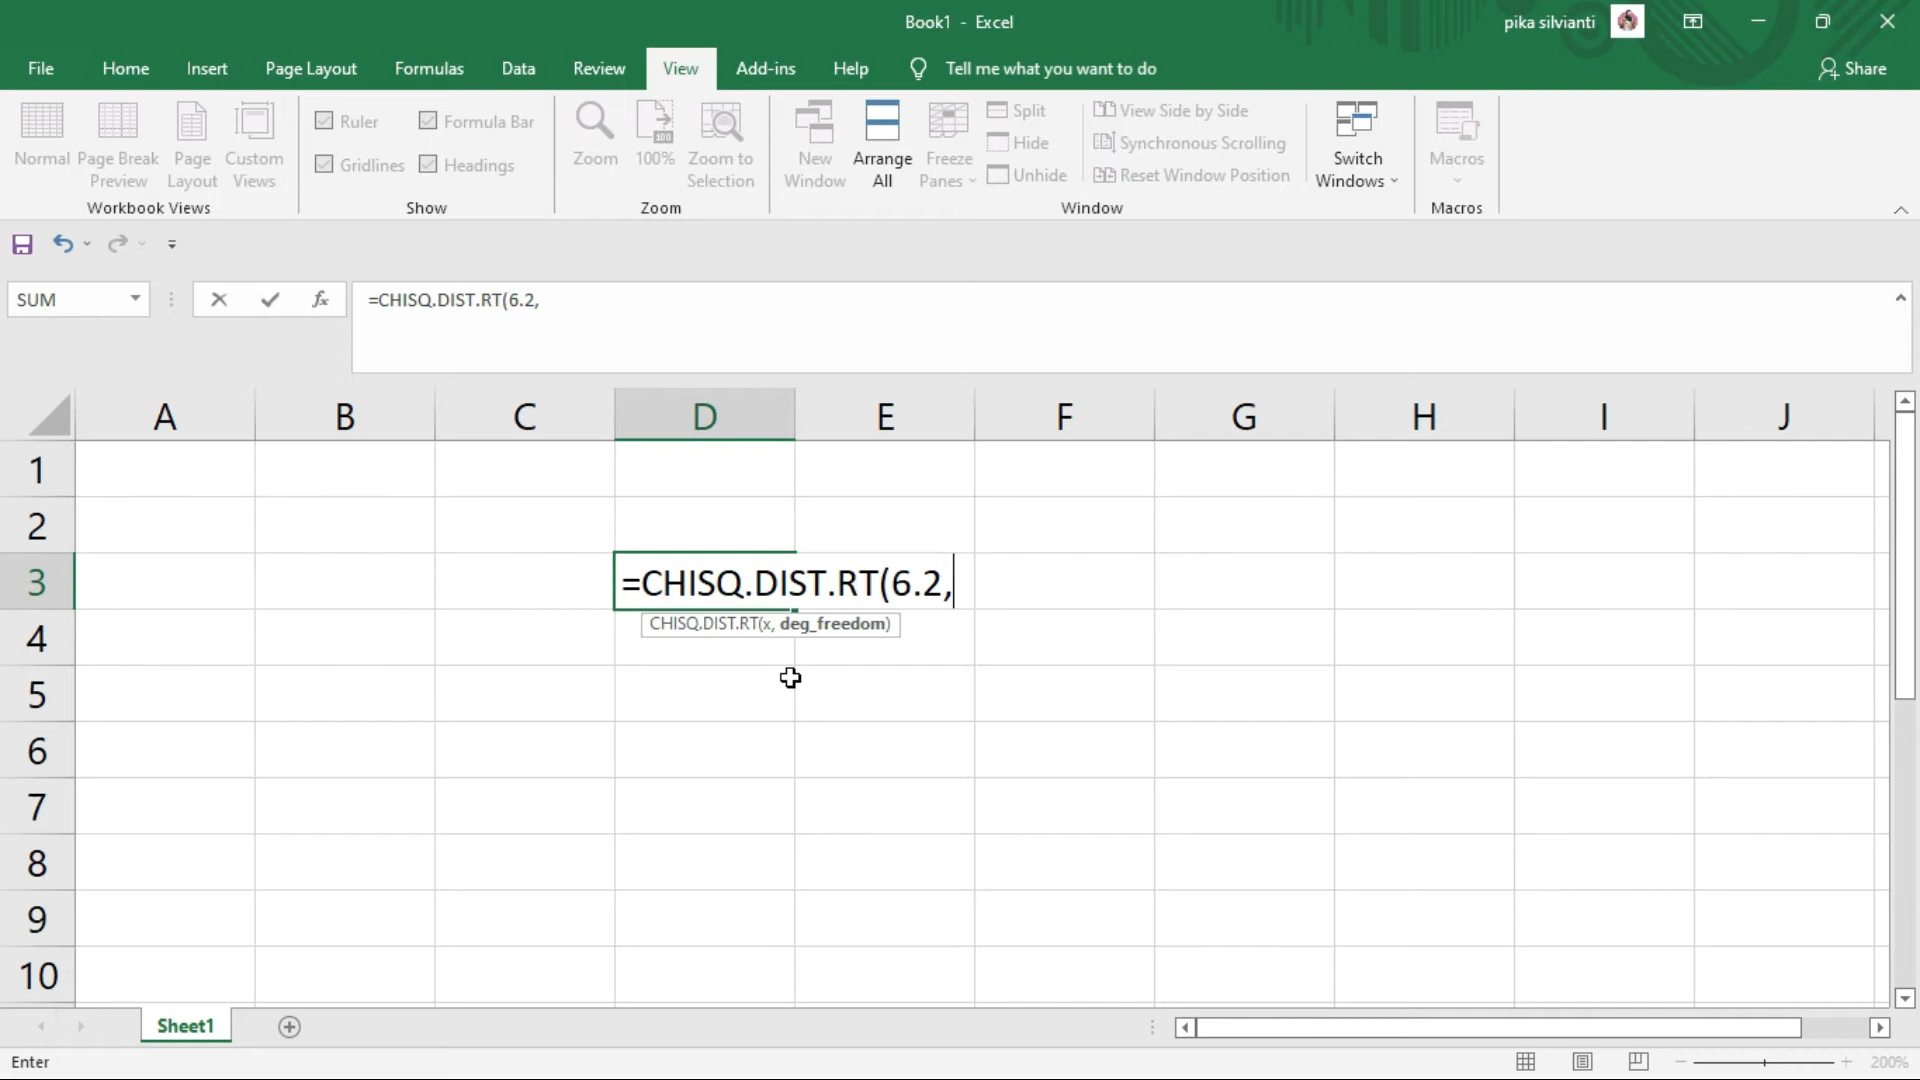 Book1 - Excel
pika silvianti
File Home Insert Page Layout Formulas Data Review View Add-ins Help Tell me what you want to do Share
Normal
Page Break Preview
Page Layout
Custom Views
Workbook Views
Ruler
Formula Bar
Gridlines
Headings
Show
Zoom
100%
Zoom to Selection
Zoom
New Window
Arrange All
Freeze Panes
Split
Hide
Unhide
View Side by Side
Synchronous Scrolling
Reset Window Position
Window
Switch Windows
Macros
Macros
SUM
fx
=CHISQ.DIST.RT(6.2,
A B C D E F G H I J
1
2
3 =CHISQ.DIST.RT(6.2,
CHISQ.DIST.RT(x, deg_freedom)
4
5
6
7
8
9
10
Sheet1
Enter
200%